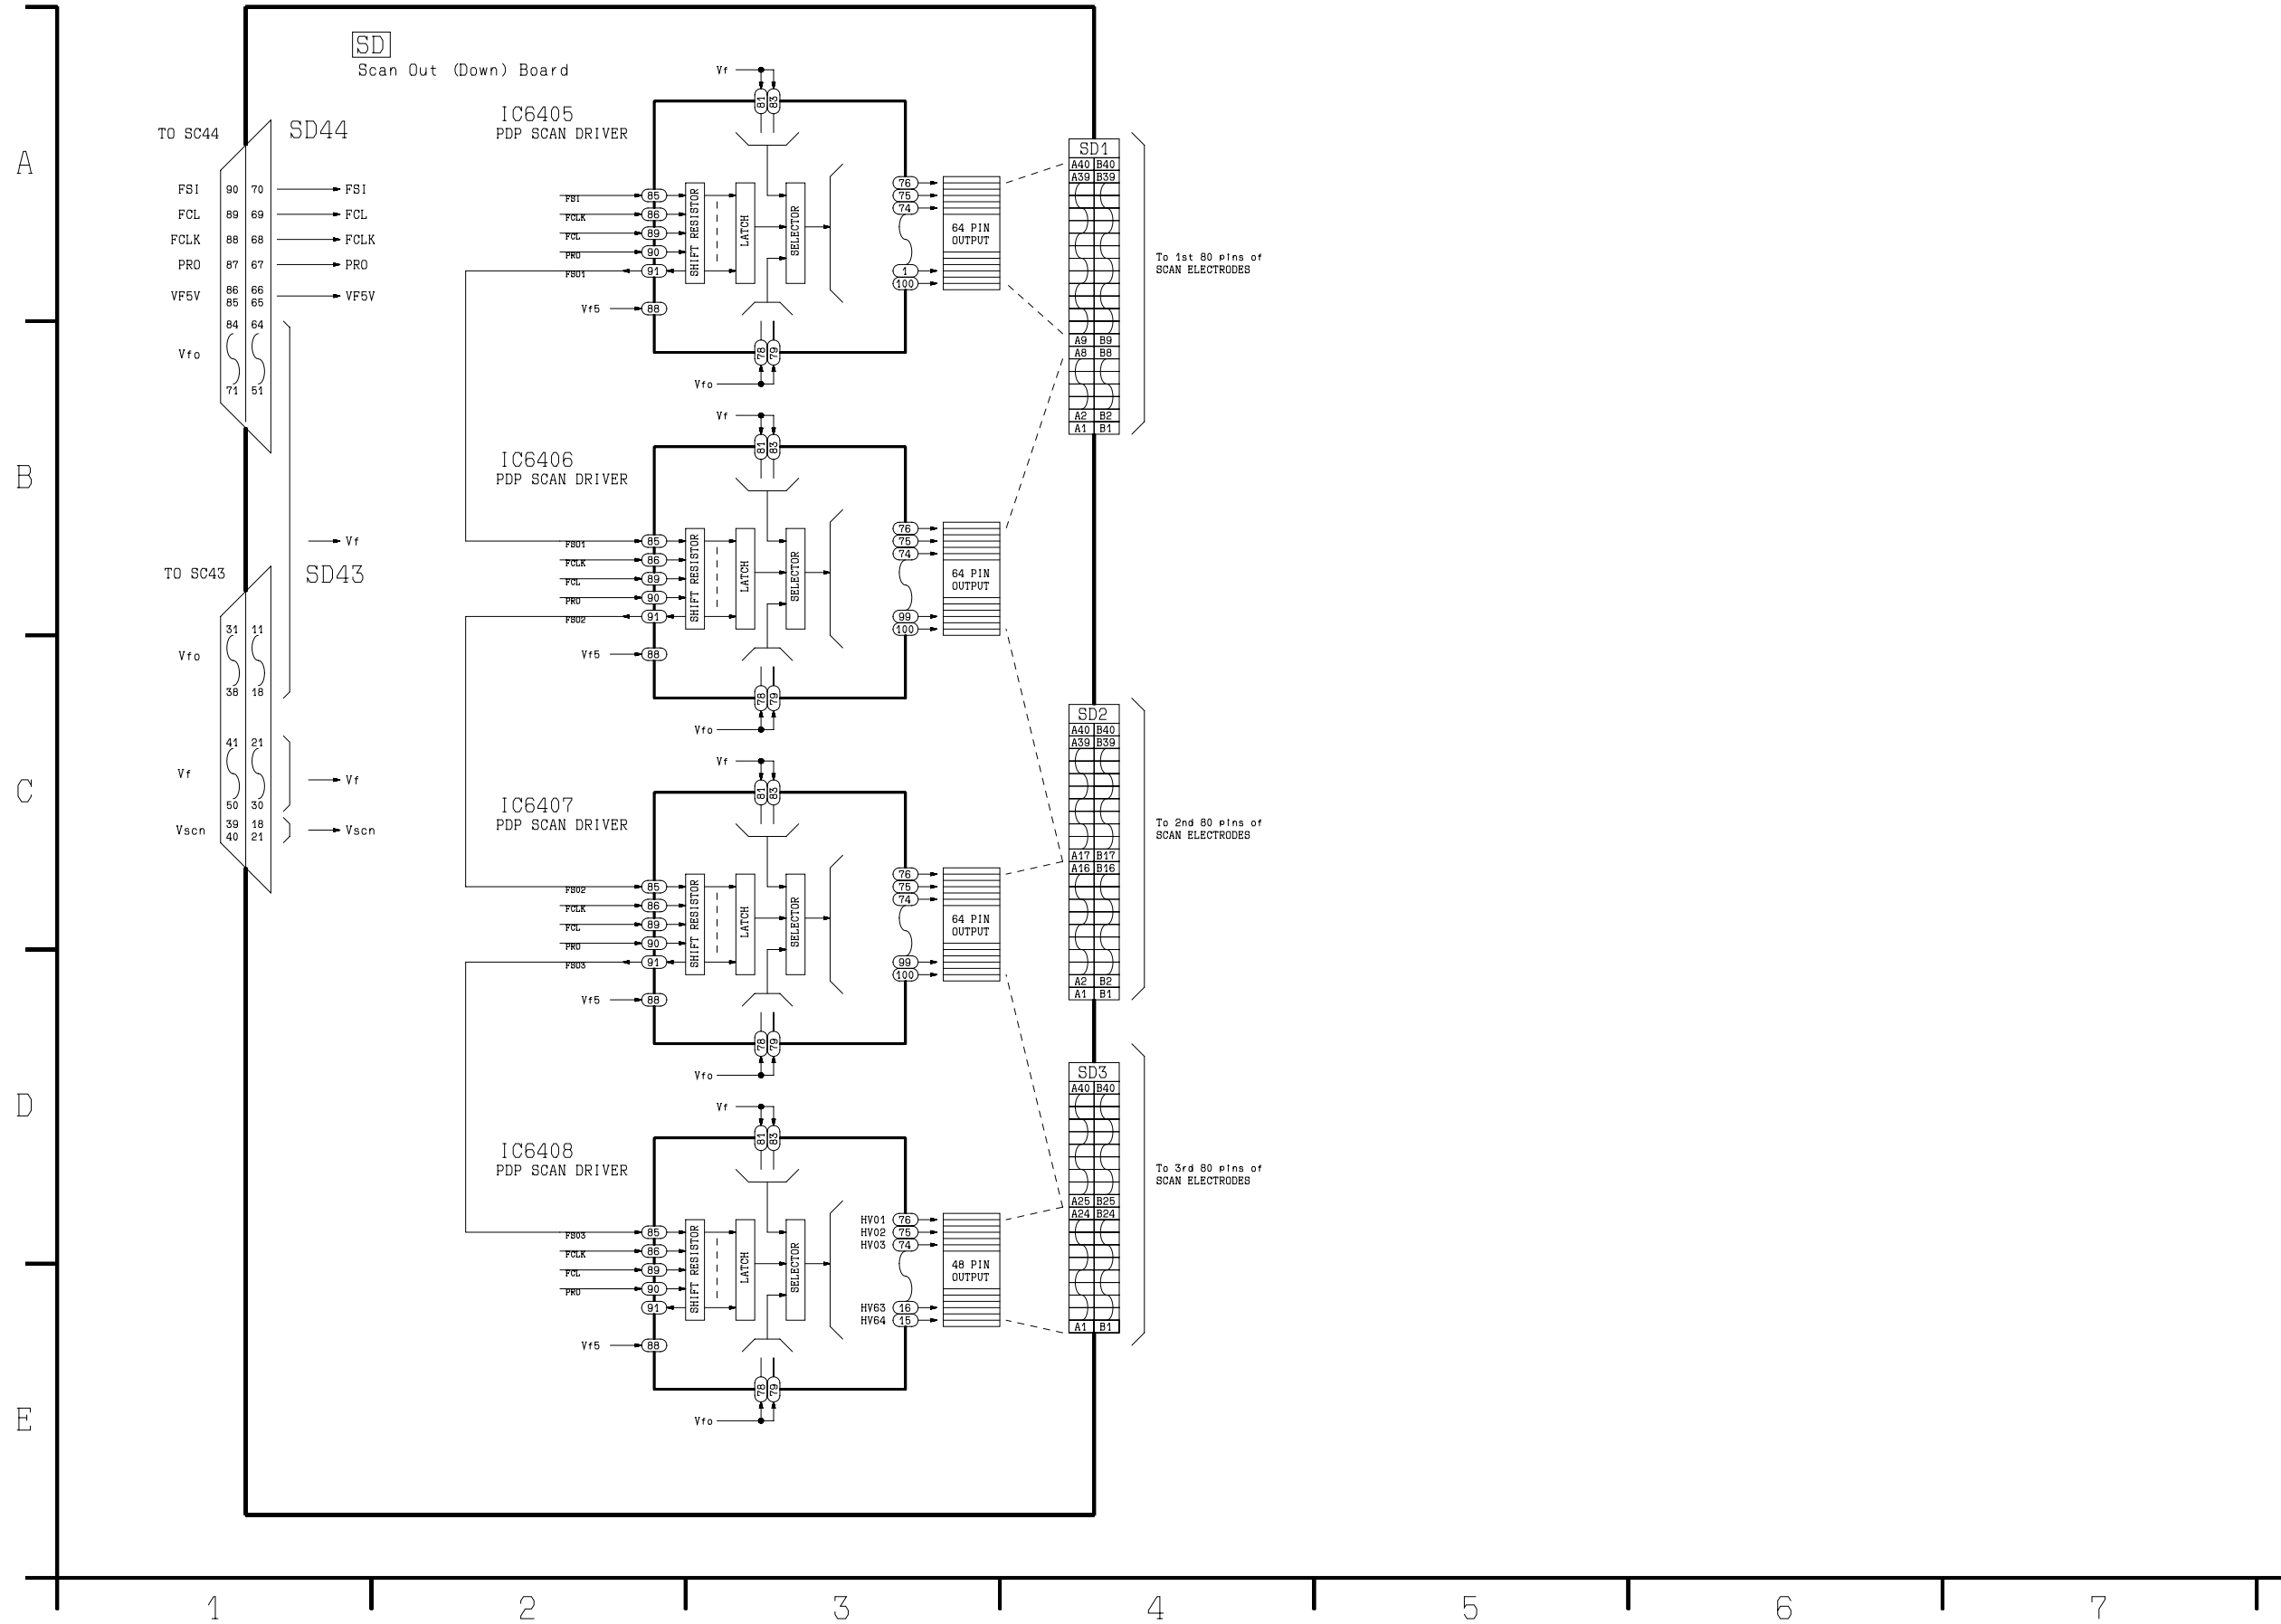 SD
Scan Out (Down) Board
TO SC44
SD44
FSI 90 70 FSI
FCL 89 69 FCL
FCLK 88 68 FCLK
PRO 87 67 PRO
86 66
VF5V VF5V
85 65
84 64
Vfo
71 51
Vf
TO SC43
SD43
31 11
Vfo
38 18
41 21
Vf Vf
50 30
39 18
Vscn Vscn
40 21
IC6405
PDP SCAN DRIVER
Vf
81 83
FSI 85
FCLK 86
FCL 89
PRO 90
FSO1 91
Vf5 88
SHIFT RESISTOR
LATCH
SELECTOR
76
75
74
1
100
64 PIN
OUTPUT
78 79
Vfo
IC6406
PDP SCAN DRIVER
Vf
81 83
FSO1 85
FCLK 86
FCL 89
PRO 90
FSO2 91
Vf5 88
SHIFT RESISTOR
LATCH
SELECTOR
76
75
74
99
100
64 PIN
OUTPUT
78 79
Vfo
IC6407
PDP SCAN DRIVER
Vf
81 83
FSO2 85
FCLK 86
FCL 89
PRO 90
FSO3 91
Vf5 88
SHIFT RESISTOR
LATCH
SELECTOR
76
75
74
99
100
64 PIN
OUTPUT
78 79
Vfo
IC6408
PDP SCAN DRIVER
Vf
81 83
FSO3 85
FCLK 86
FCL 89
PRO 90
91
Vf5 88
SHIFT RESISTOR
LATCH
SELECTOR
HV01 76
HV02 75
HV03 74
HV63 16
HV64 15
48 PIN
OUTPUT
78 79
Vfo
SD1
A40 B40
A39 B39
A9 B9
A8 B8
A2 B2
A1 B1
To 1st 80 pins of
SCAN ELECTRODES
SD2
A40 B40
A39 B39
A17 B17
A16 B16
A2 B2
A1 B1
To 2nd 80 pins of
SCAN ELECTRODES
SD3
A40 B40
A25 B25
A24 B24
A1 B1
To 3rd 80 pins of
SCAN ELECTRODES
A
B
C
D
E
1 2 3 4 5 6 7